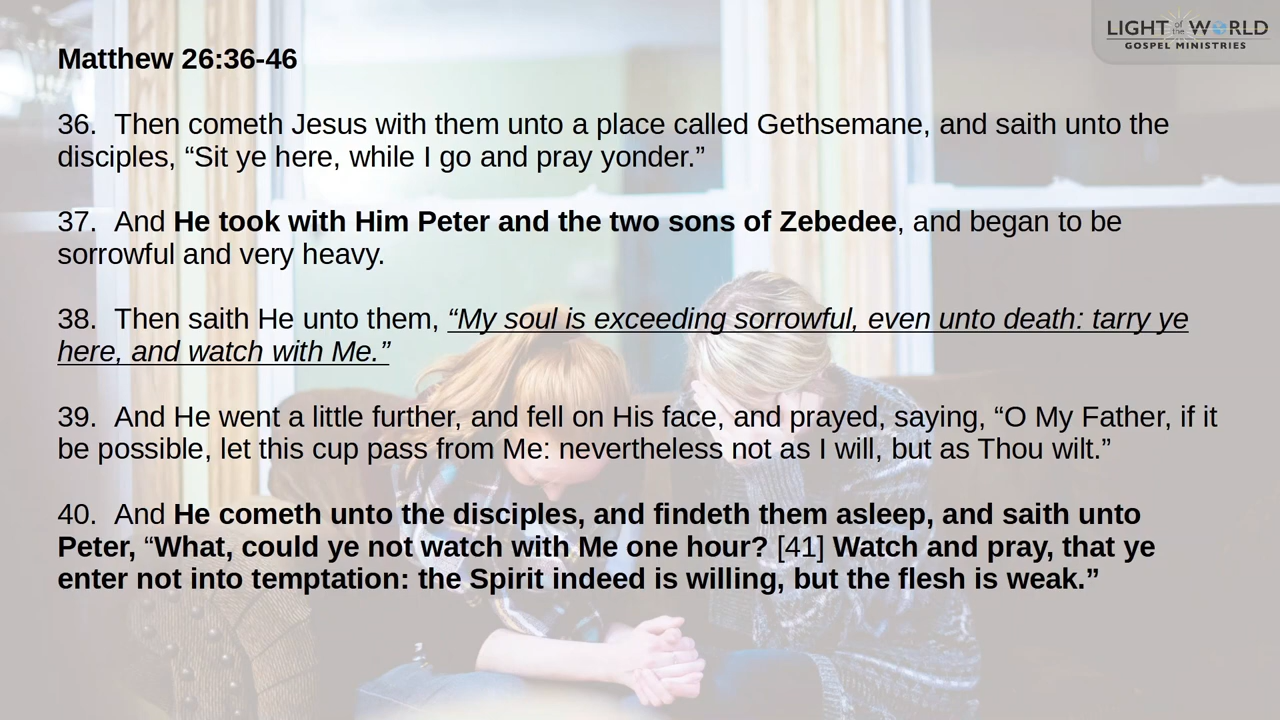 LIGHT of the WORLD
GOSPEL MINISTRIES
Matthew 26:36-46
36. Then cometh Jesus with them unto a place called Gethsemane, and saith unto the
disciples, “Sit ye here, while I go and pray yonder.”
37. And He took with Him Peter and the two sons of Zebedee, and began to be
sorrowful and very heavy.
38. Then saith He unto them, “My soul is exceeding sorrowful, even unto death: tarry ye
here, and watch with Me.”
39. And He went a little further, and fell on His face, and prayed, saying, “O My Father, if it
be possible, let this cup pass from Me: nevertheless not as I will, but as Thou wilt.”
40. And He cometh unto the disciples, and findeth them asleep, and saith unto
Peter, “What, could ye not watch with Me one hour? [41] Watch and pray, that ye
enter not into temptation: the Spirit indeed is willing, but the flesh is weak.”